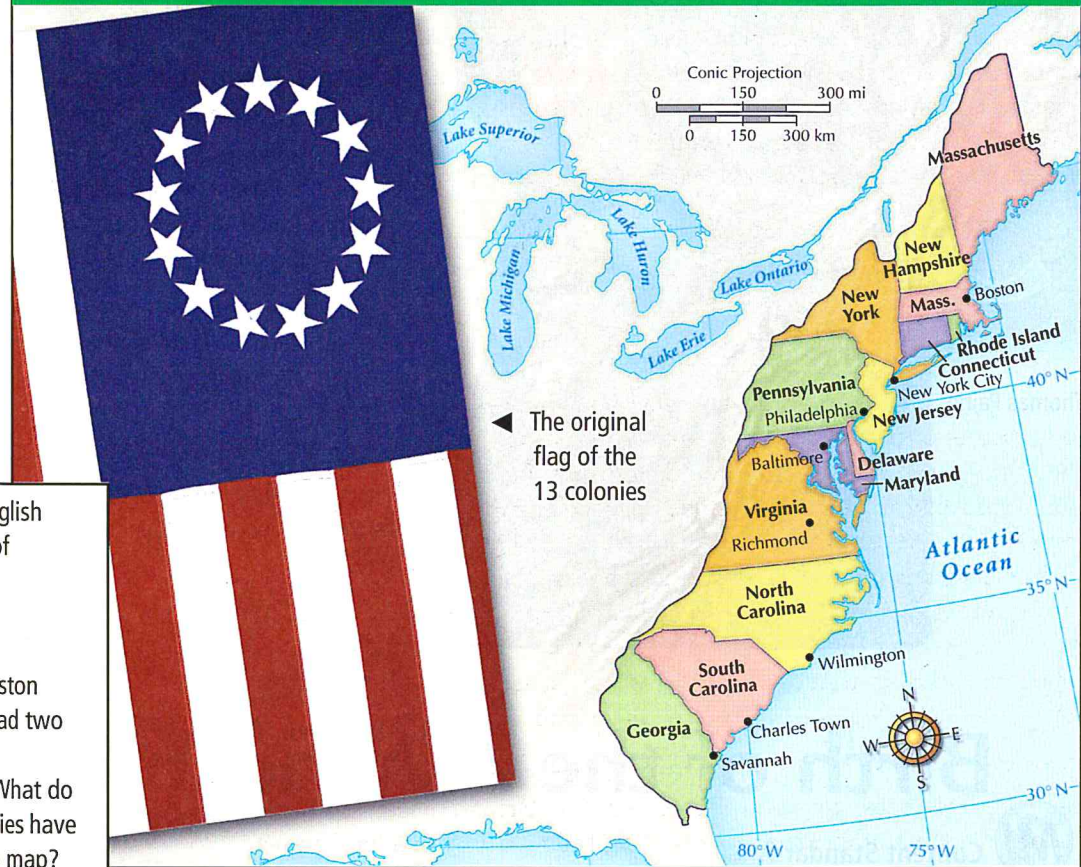 Conic Projection
0 150 300 mi
0 150 300 km
Lake Superior
Lake Michigan
Lake Huron
Lake Ontario
Lake Erie
Massachusetts
New
Hampshire
New
York
Mass.
Boston
Rhode Island
Connecticut
New York City
40° N
Pennsylvania
Philadelphia
New Jersey
◀ The original
flag of the
13 colonies
Baltimore
Delaware
Maryland
Virginia
Richmond
Atlantic
Ocean
35° N
North
Carolina
Wilmington
South
Carolina
Charles Town
Georgia
Savannah
N
W E
S
30° N
80° W
75° W
glish
of
ston
ad two
What do
ies have
map?